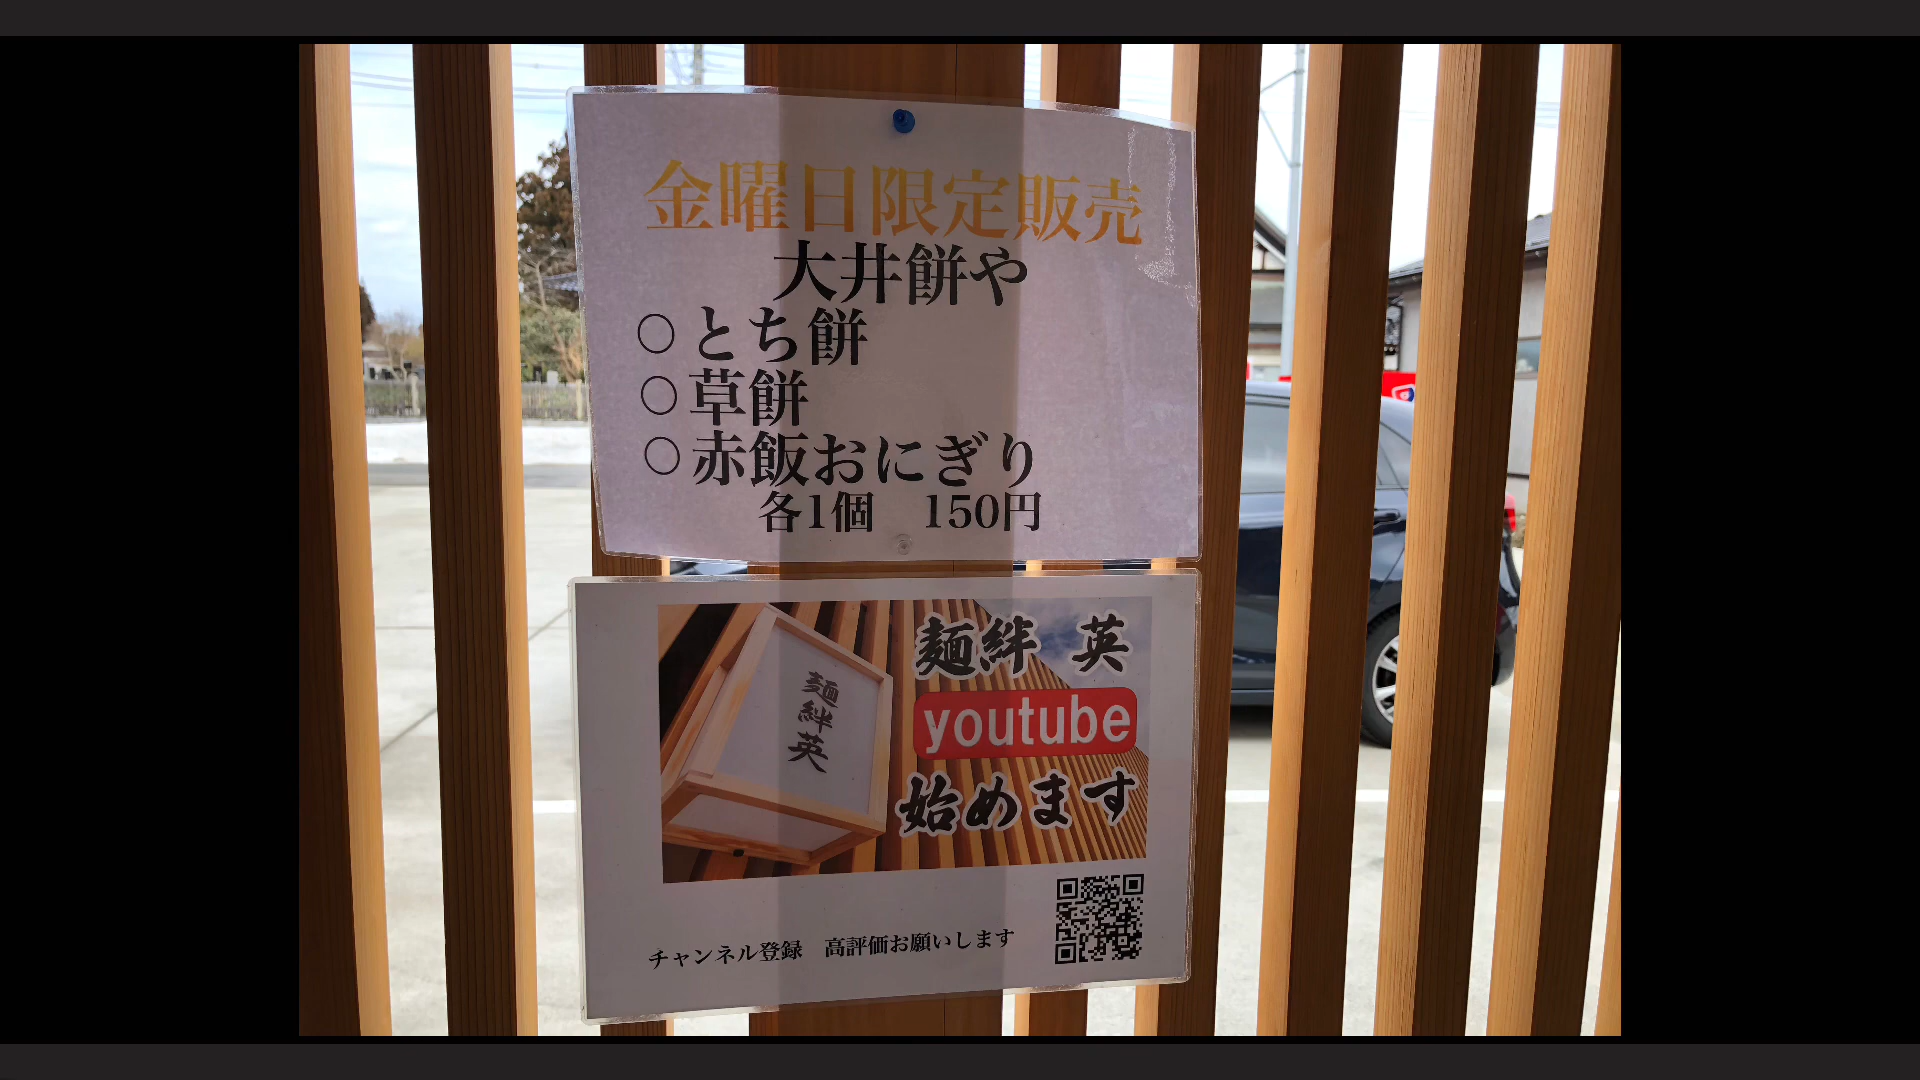 金曜日限定販売
大井餅や
○とち餅
○草餅
○赤飯おにぎり
各1個　150円
麺絆英
麺絆　英
youtube
始めます
チャンネル登録　高評価お願いします